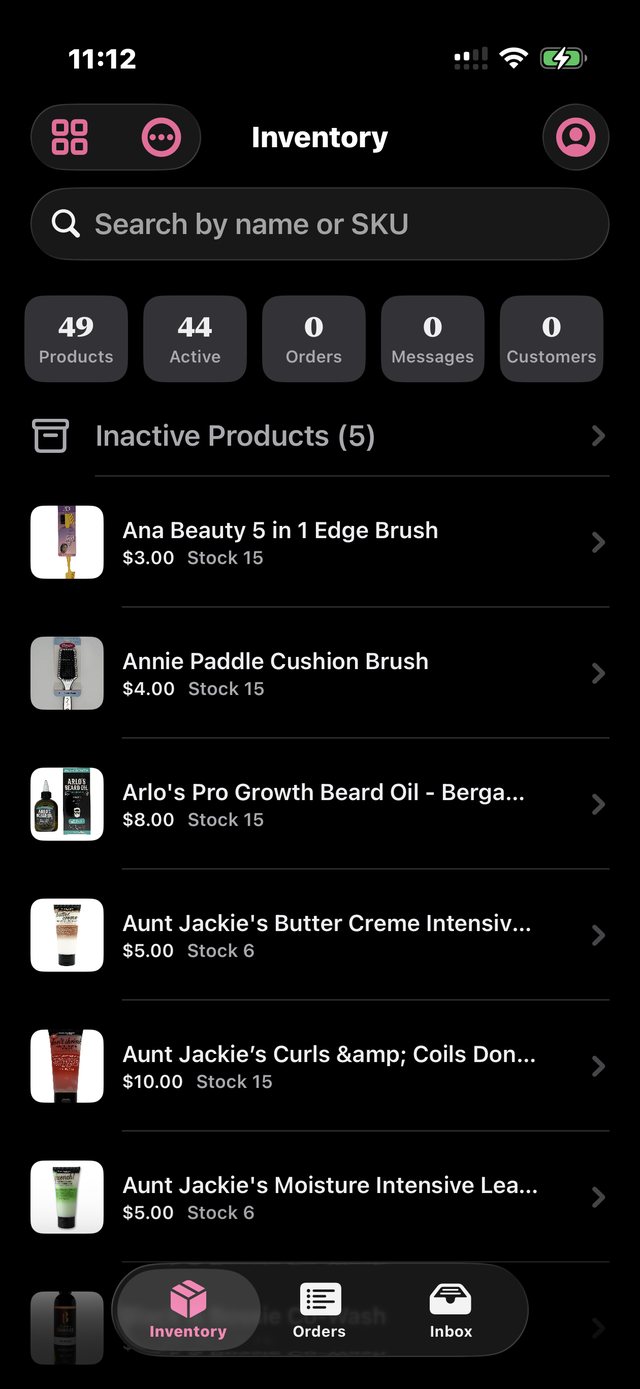 11:12
Inventory
Search by name or SKU
49
Products
44
Active
0
Orders
0
Messages
0
Customers
Inactive Products (5)
Ana Beauty 5 in 1 Edge Brush
$3.00 Stock 15
Annie Paddle Cushion Brush
$4.00 Stock 15
ARLO'S
BEARD OIL
Arlo's Pro Growth Beard Oil - Berga...
$8.00 Stock 15
Aunt Jackie's Butter Creme Intensiv...
$5.00 Stock 6
Aunt Jackie’s Curls &amp; Coils Don...
$10.00 Stock 15
Aunt Jackie's Moisture Intensive Lea...
$5.00 Stock 6
Inventory
Orders
Inbox